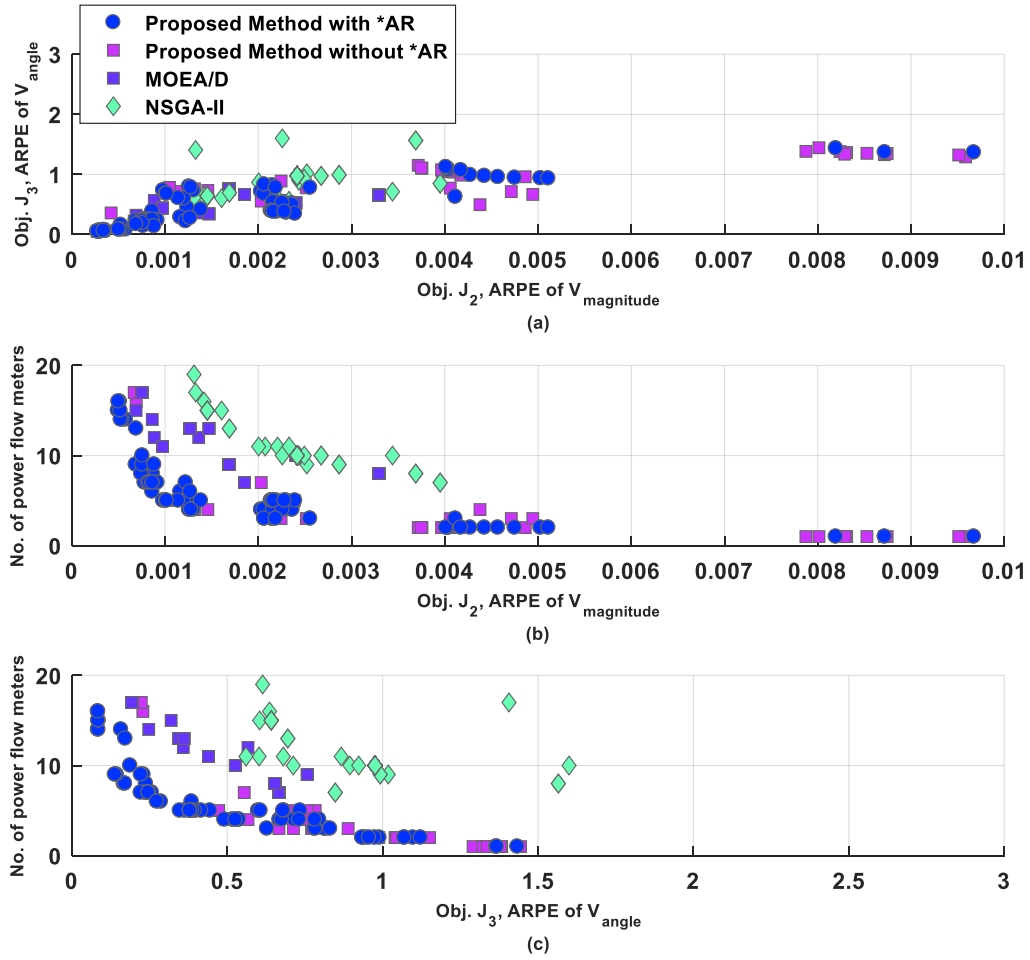 Proposed Method with *AR
Proposed Method without *AR
MOEA/D
NSGA-II
Obj. J3, ARPE of Vangle
3
2
1
0
0 0.001 0.002 0.003 0.004 0.005 0.006 0.007 0.008 0.009 0.01
Obj. J2, ARPE of Vmagnitude
(a)
No. of power flow meters
20
10
0
0 0.001 0.002 0.003 0.004 0.005 0.006 0.007 0.008 0.009 0.01
Obj. J2, ARPE of Vmagnitude
(b)
No. of power flow meters
20
10
0
0 0.5 1 1.5 2 2.5 3
Obj. J3, ARPE of Vangle
(c)